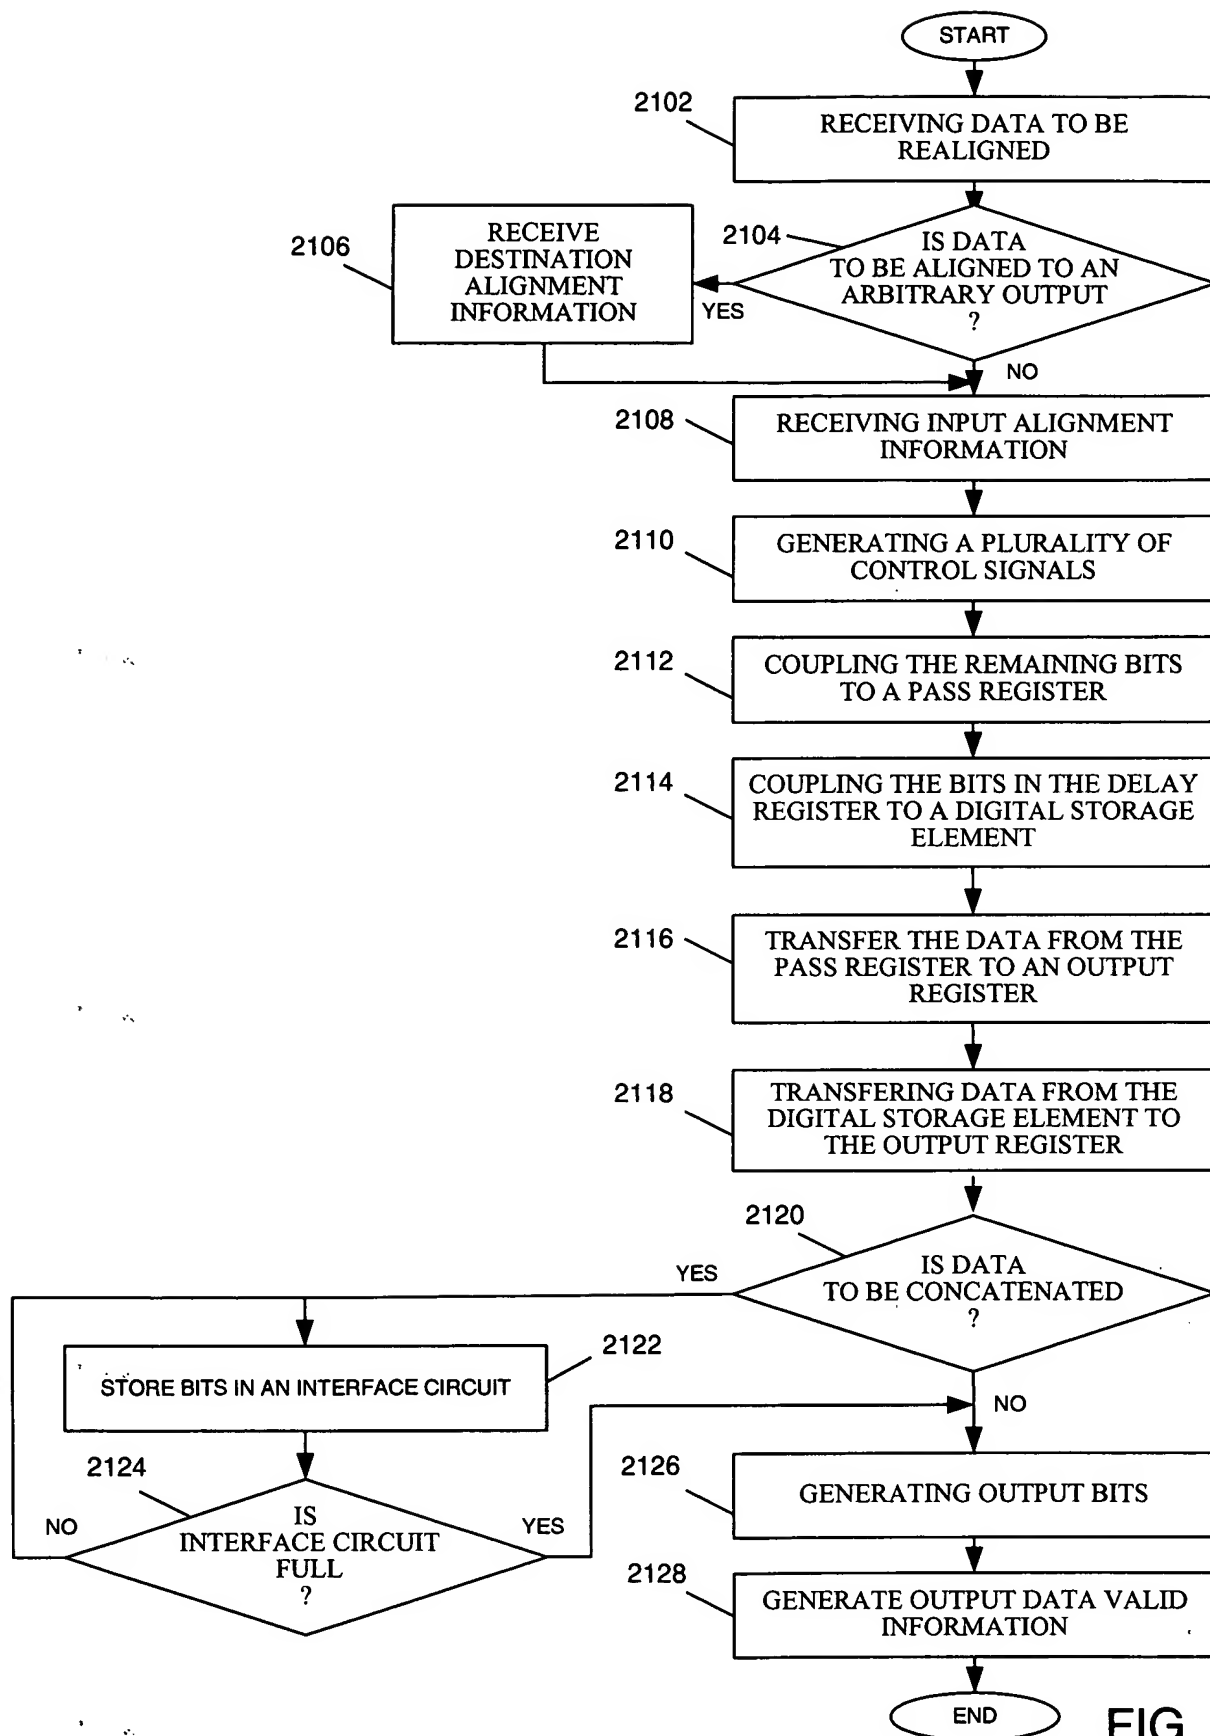 START
2102
RECEIVING DATA TO BE
REALIGNED
2104
IS DATA
TO BE ALIGNED TO AN
ARBITRARY OUTPUT
?
2106
RECEIVE
DESTINATION
ALIGNMENT
INFORMATION
YES
NO
2108
RECEIVING INPUT ALIGNMENT
INFORMATION
2110
GENERATING A PLURALITY OF
CONTROL SIGNALS
2112
COUPLING THE REMAINING BITS
TO A PASS REGISTER
2114
COUPLING THE BITS IN THE DELAY
REGISTER TO A DIGITAL STORAGE
ELEMENT
2116
TRANSFER THE DATA FROM THE
PASS REGISTER TO AN OUTPUT
REGISTER
2118
TRANSFERING DATA FROM THE
DIGITAL STORAGE ELEMENT TO
THE OUTPUT REGISTER
2120
IS DATA
TO BE CONCATENATED
?
YES
NO
2122
STORE BITS IN AN INTERFACE CIRCUIT
2124
IS
INTERFACE CIRCUIT
FULL
?
NO
YES
2126
GENERATING OUTPUT BITS
2128
GENERATE OUTPUT DATA VALID
INFORMATION
END
FIG